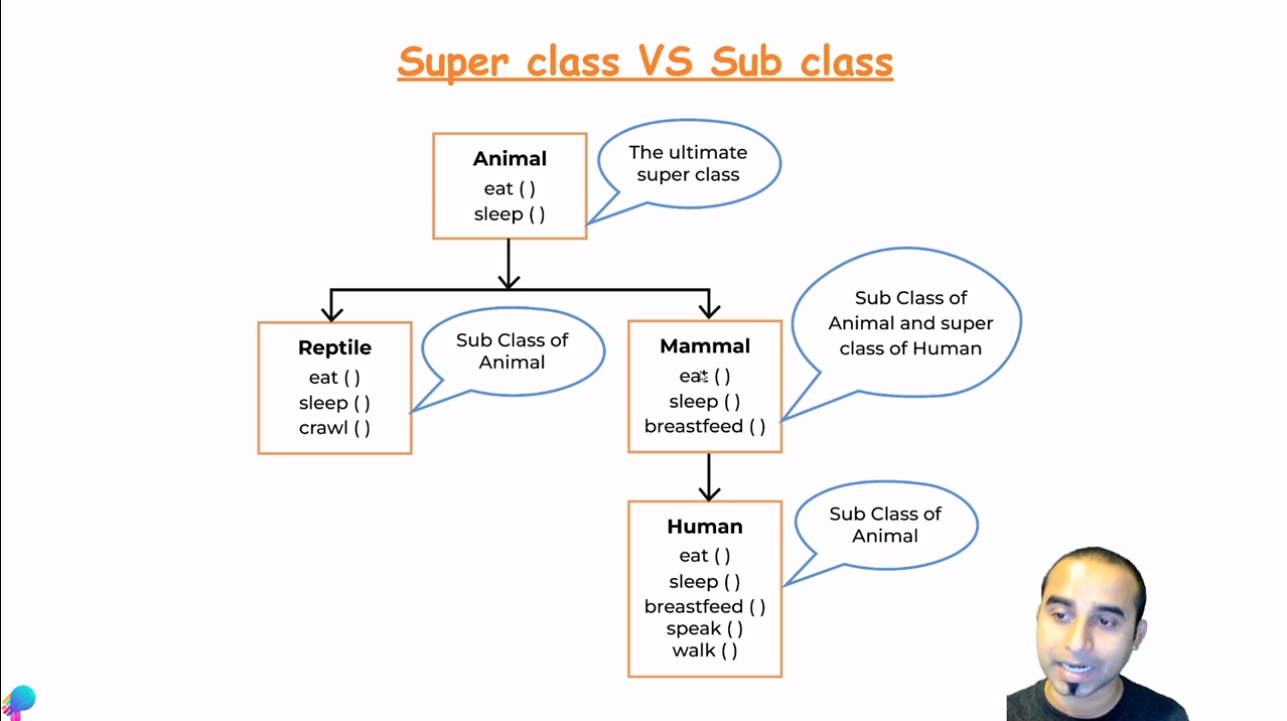 Super class VS Sub class
Animal
eat ( )
sleep ( )
The ultimate
super class
Reptile
eat ( )
sleep ( )
crawl ( )
Sub Class of
Animal
Mammal
eat ( )
sleep ( )
breastfeed ( )
Sub Class of
Animal and super
class of Human
Human
eat ( )
sleep ( )
breastfeed ( )
speak ( )
walk ( )
Sub Class of
Animal